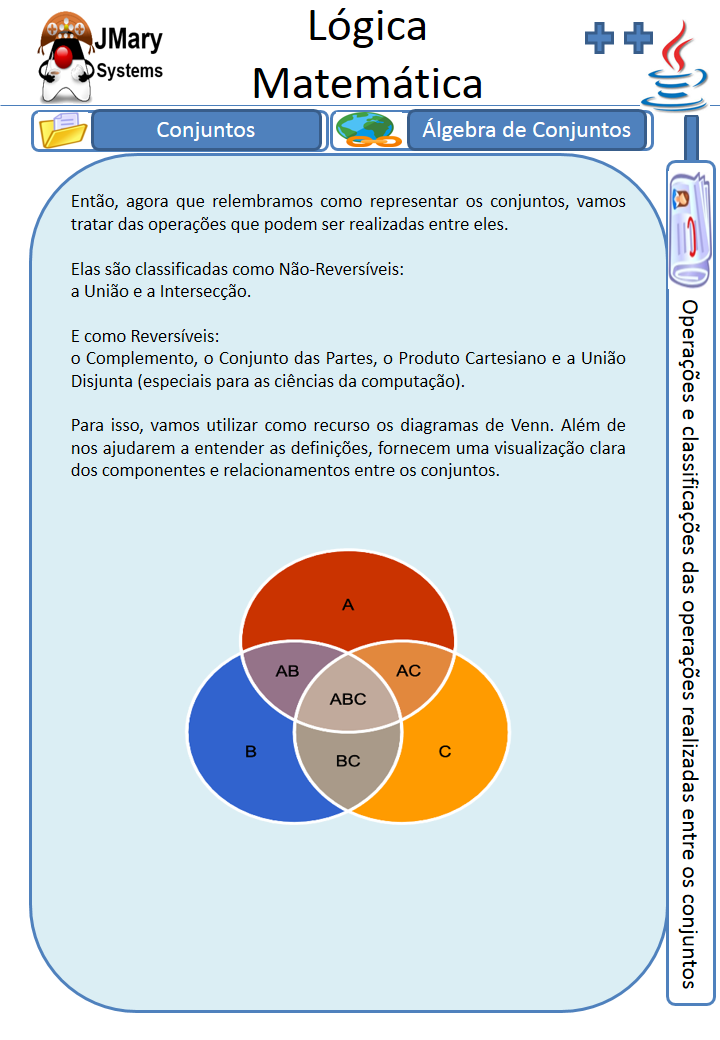 JMary
Systems
Lógica
Matemática
Conjuntos
Álgebra de Conjuntos
Então, agora que relembramos como representar os conjuntos, vamos
tratar das operações que podem ser realizadas entre eles.
Elas são classificadas como Não-Reversíveis:
a União e a Intersecção.
E como Reversíveis:
o Complemento, o Conjunto das Partes, o Produto Cartesiano e a União
Disjunta (especiais para as ciências da computação).
Para isso, vamos utilizar como recurso os diagramas de Venn. Além de
nos ajudarem a entender as definições, fornecem uma visualização clara
dos componentes e relacionamentos entre os conjuntos.
A
AB
AC
ABC
B
BC
C
Operações e classificações das operações realizadas entre os conjuntos